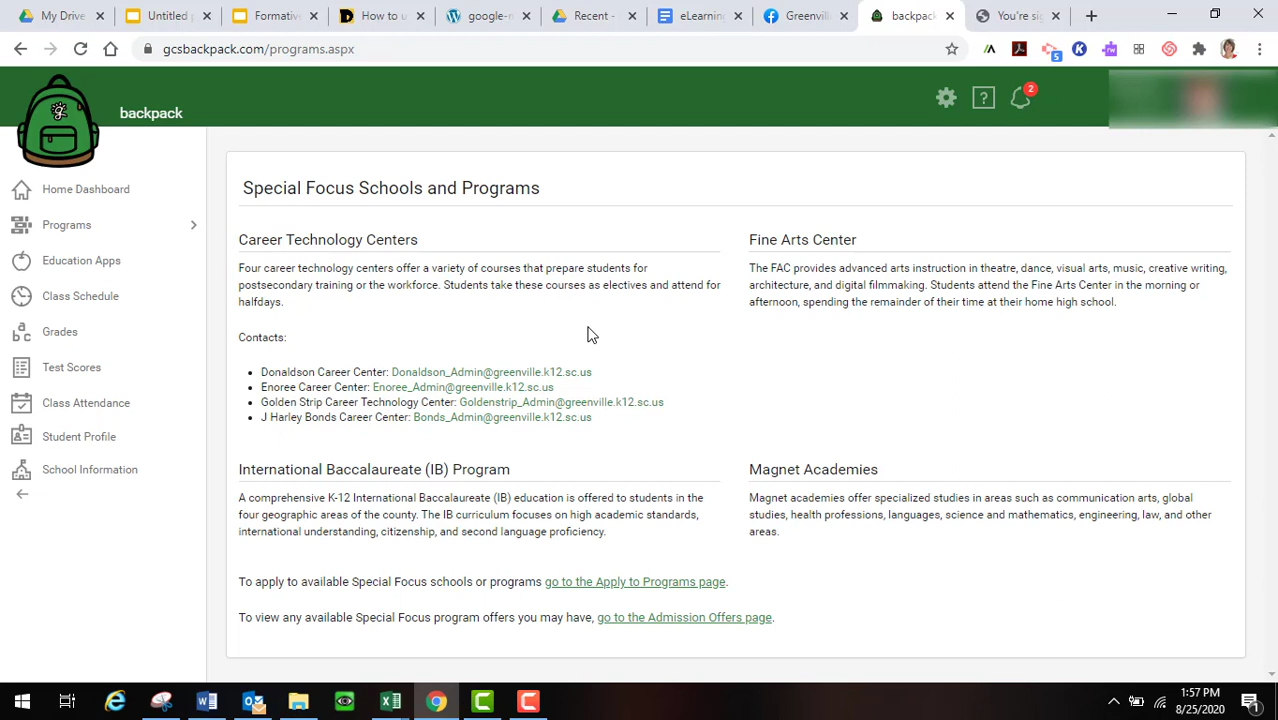 My Drive
Untitled p
Formative
How to u
google-n
Recent -
eLearning
Greenvill
backpack
You're sig
gcsbackpack.com/programs.aspx
5
g
backpack
2
Special Focus Schools and Programs
Home Dashboard
Programs
Education Apps
Class Schedule
Grades
Test Scores
Class Attendance
Student Profile
School Information
Career Technology Centers
Four career technology centers offer a variety of courses that prepare students for
postsecondary training or the workforce. Students take these courses as electives and attend for
halfdays.
Contacts:
• Donaldson Career Center: Donaldson_Admin@greenville.k12.sc.us
• Enoree Career Center: Enoree_Admin@greenville.k12.sc.us
• Golden Strip Career Technology Center: Goldenstrip_Admin@greenville.k12.sc.us
• J Harley Bonds Career Center: Bonds_Admin@greenville.k12.sc.us
Fine Arts Center
The FAC provides advanced arts instruction in theatre, dance, visual arts, music, creative writing,
architecture, and digital filmmaking. Students attend the Fine Arts Center in the morning or
afternoon, spending the remainder of their time at their home high school.
International Baccalaureate (IB) Program
A comprehensive K-12 International Baccalaureate (IB) education is offered to students in the
four geographic areas of the county. The IB curriculum focuses on high academic standards,
international understanding, citizenship, and second language proficiency.
Magnet Academies
Magnet academies offer specialized studies in areas such as communication arts, global
studies, health professions, languages, science and mathematics, engineering, law, and other
areas.
To apply to available Special Focus schools or programs go to the Apply to Programs page.
To view any available Special Focus program offers you may have, go to the Admission Offers page.
1:57 PM
8/25/2020
1